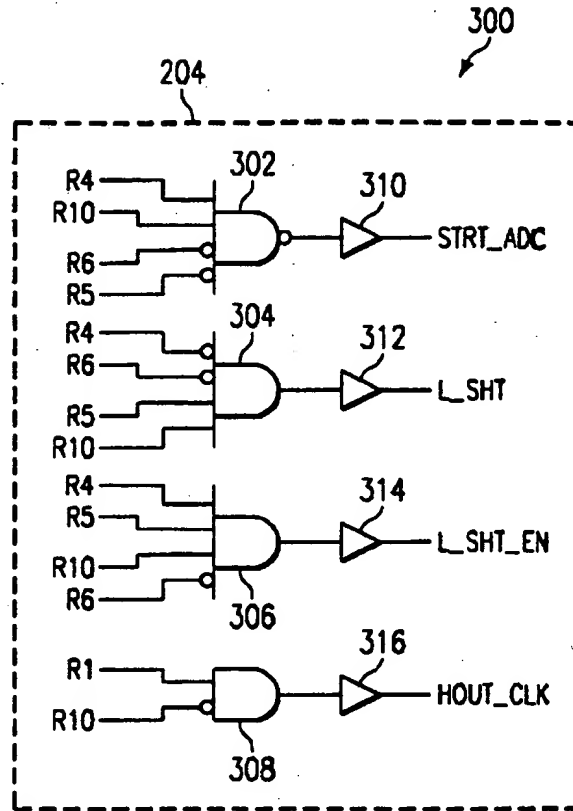 300
204
302
R4
R10
R6
R5
310
STRT_ADC
304
R4
R6
R5
R10
312
L_SHT
R4
R5
R10
R6
306
314
L_SHT_EN
R1
R10
308
316
HOUT_CLK